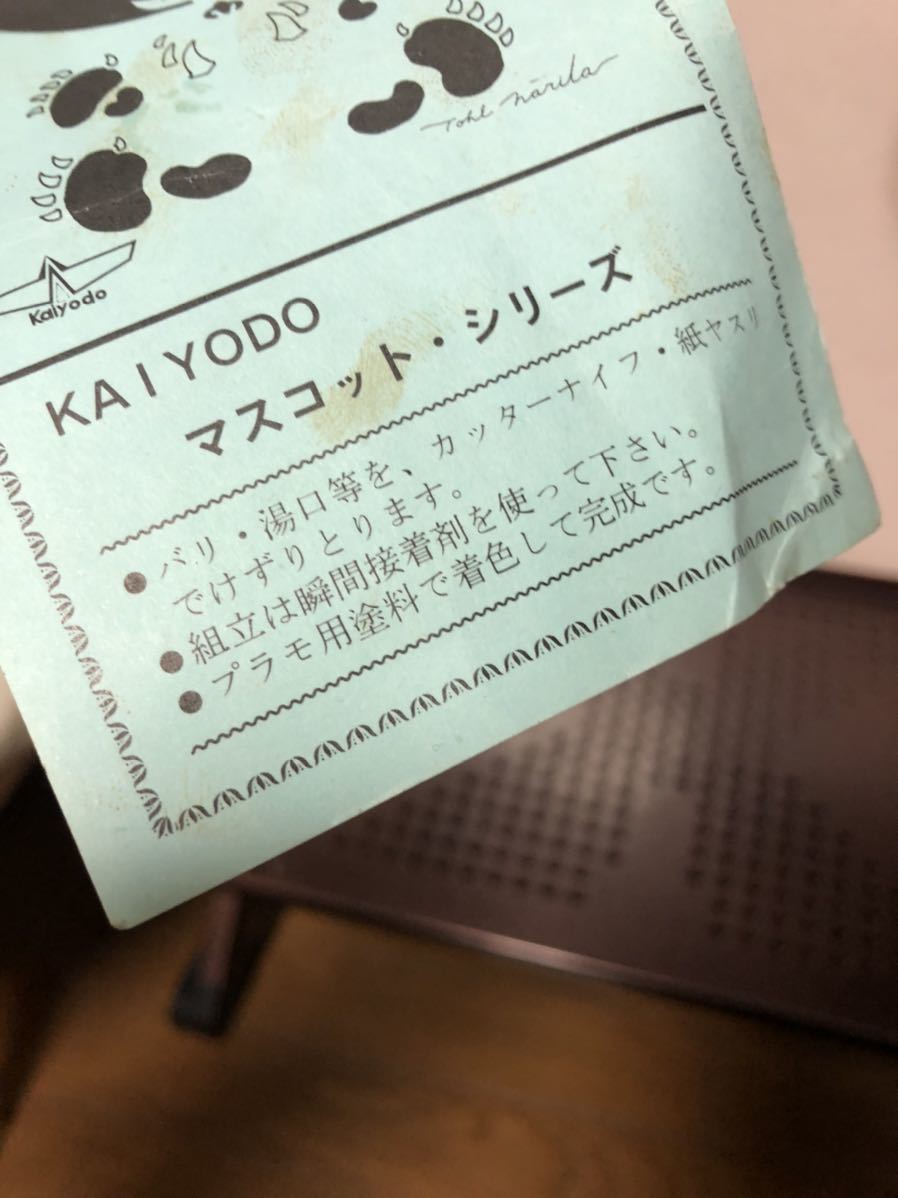 Tohl Narita
Kaiyodo
KAIYODO
マスコット・シリーズ
●バリ・湯口等を、カッターナイフ・紙ヤスリ
でけずりとります。
●組立は瞬間接着剤を使って下さい。
●プラモ用塗料で着色して完成です。